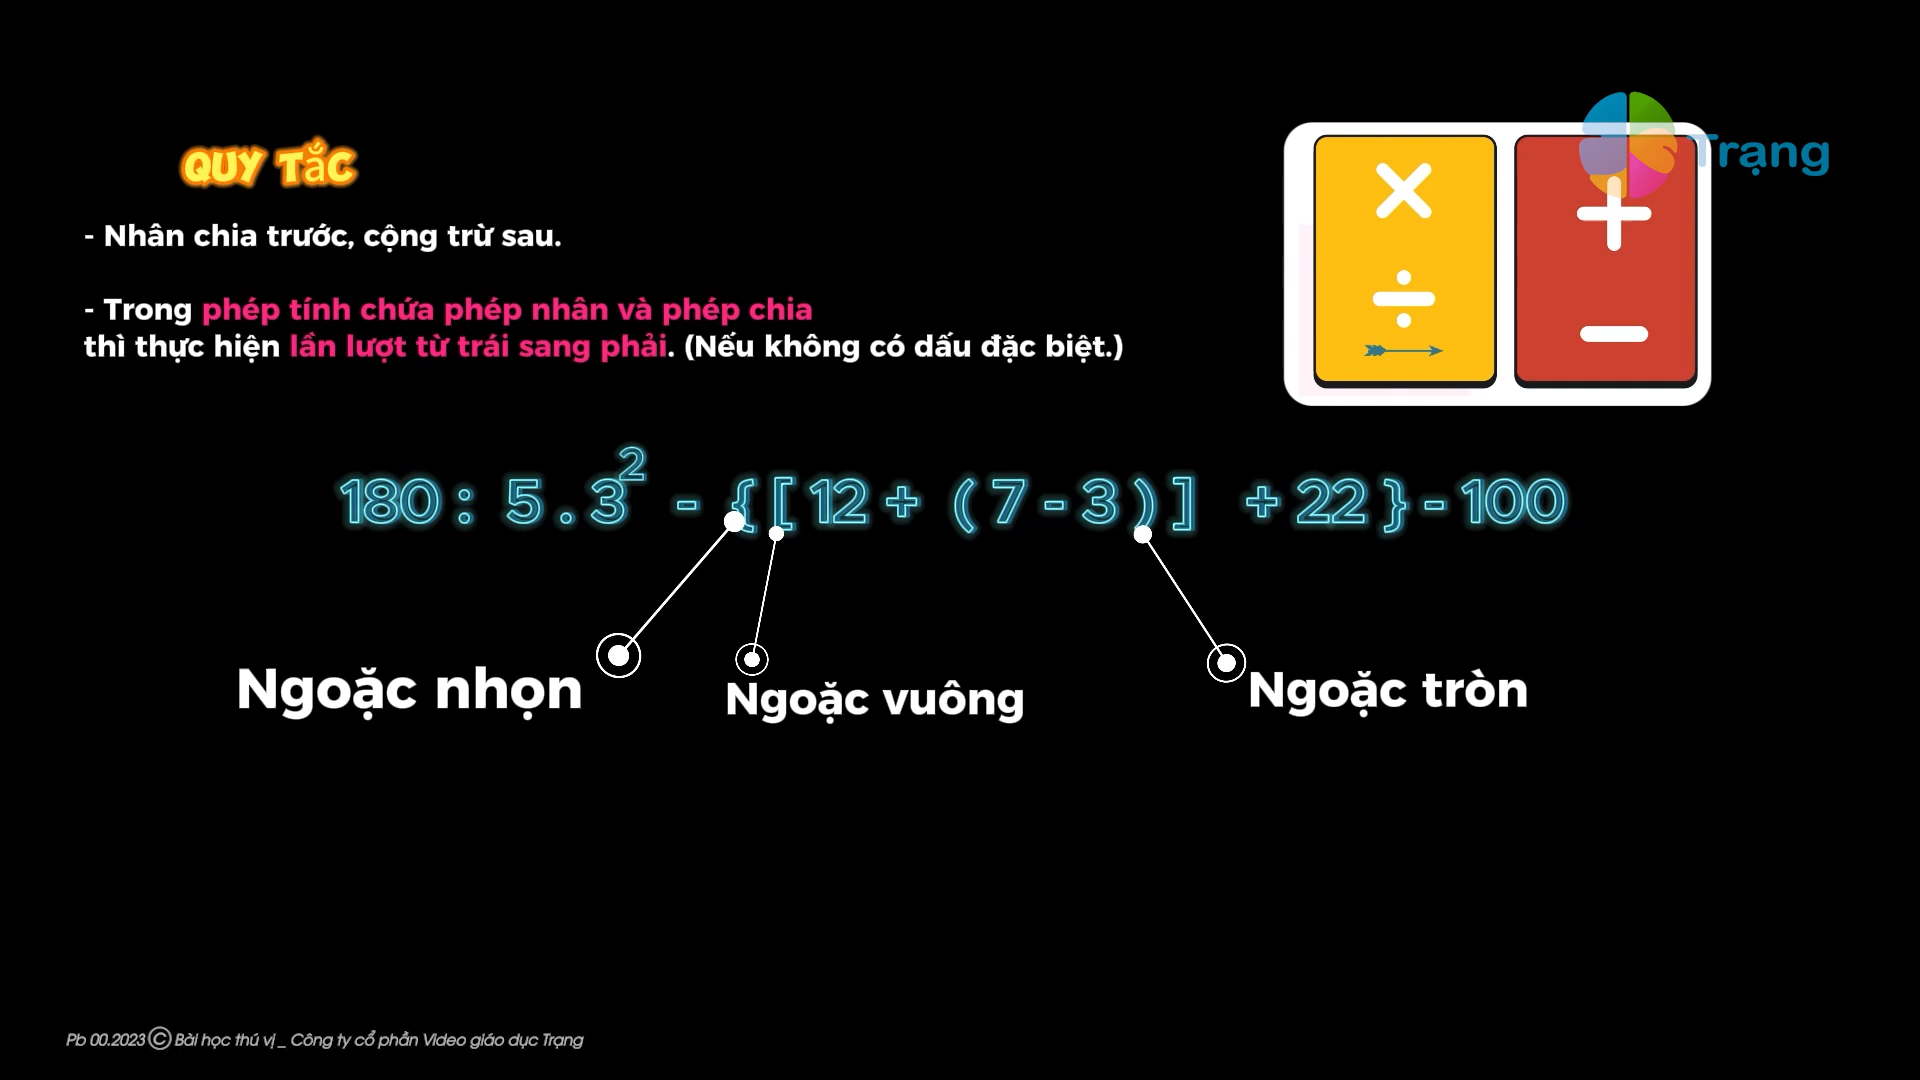 Trạng
QUY TẮC
- Nhân chia trước, cộng trừ sau.
- Trong phép tính chứa phép nhân và phép chia
thì thực hiện lần lượt từ trái sang phải. (Nếu không có dấu đặc biệt.)
180 : 5 . 3² - { [ 12 + ( 7 - 3 ) ] + 22 } - 100
Ngoặc nhọn
Ngoặc vuông
Ngoặc tròn
Pb 00.2023 © Bài học thú vị _ Công ty cổ phần Video giáo dục Trạng